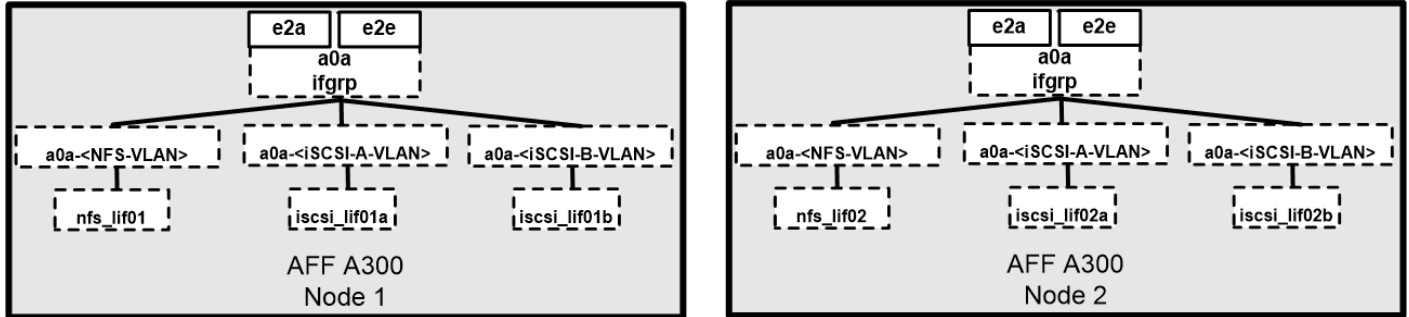 e2a
e2e
a0a
ifgrp
a0a-<NFS-VLAN>
a0a-<iSCSI-A-VLAN>
a0a-<iSCSI-B-VLAN>
nfs_lif01
iscsi_lif01a
iscsi_lif01b
AFF A300
Node 1
e2a
e2e
a0a
ifgrp
a0a-<NFS-VLAN>
a0a-<iSCSI-A-VLAN>
a0a-<iSCSI-B-VLAN>
nfs_lif02
iscsi_lif02a
iscsi_lif02b
AFF A300
Node 2